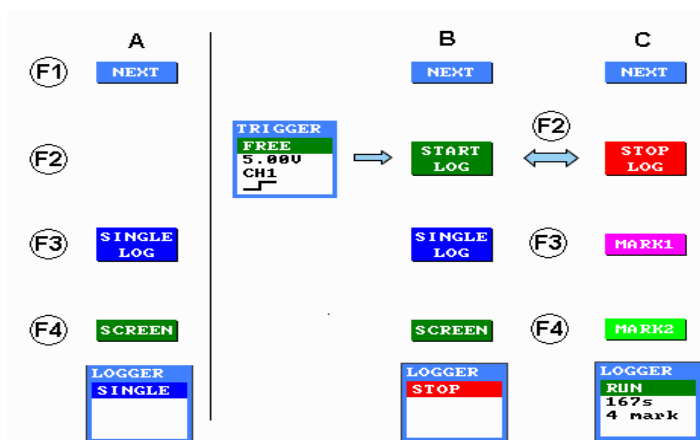 A
B
C
F1
NEXT
NEXT
NEXT
F2
TRIGGER
FREE
5.00V
CH1
START
LOG
F2
STOP
LOG
F3
SINGLE
LOG
SINGLE
LOG
F3
MARK1
F4
SCREEN
SCREEN
F4
MARK2
LOGGER
SINGLE
LOGGER
STOP
LOGGER
RUN
167s
4 mark